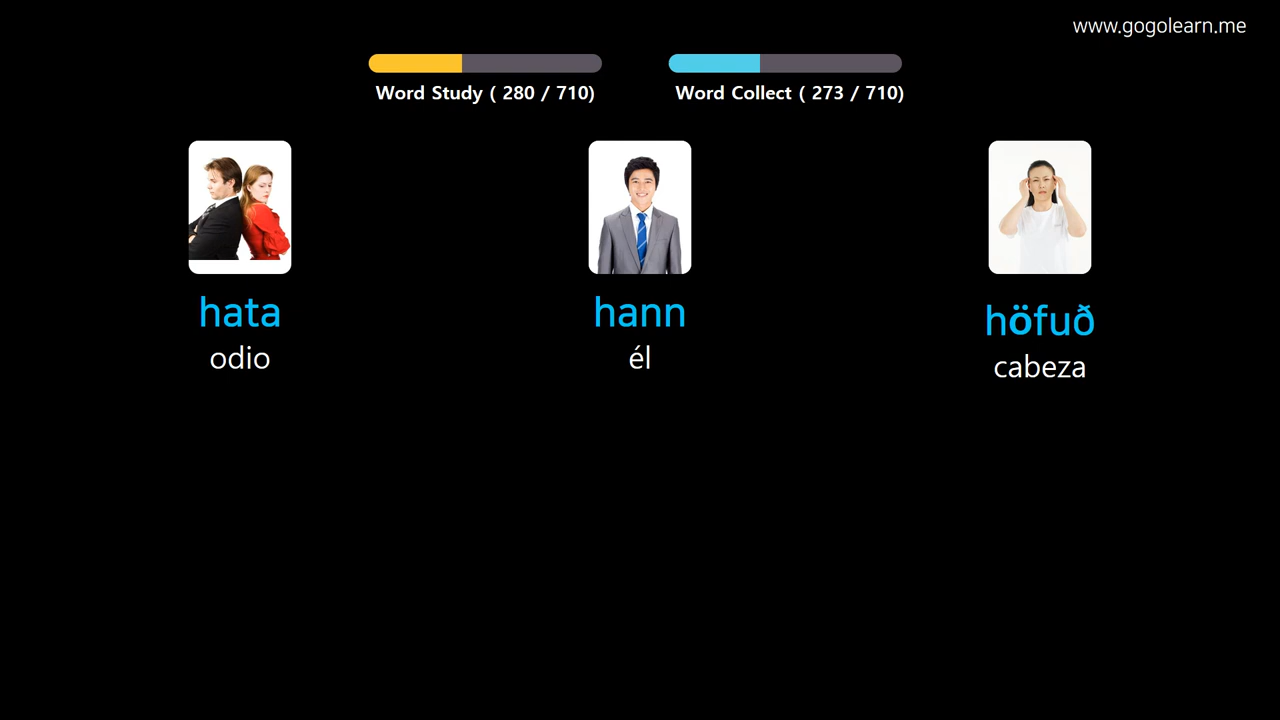 www.gogolearn.me
Word Study ( 280 / 710)
Word Collect ( 273 / 710)
hata
odio
hann
él
höfuð
cabeza